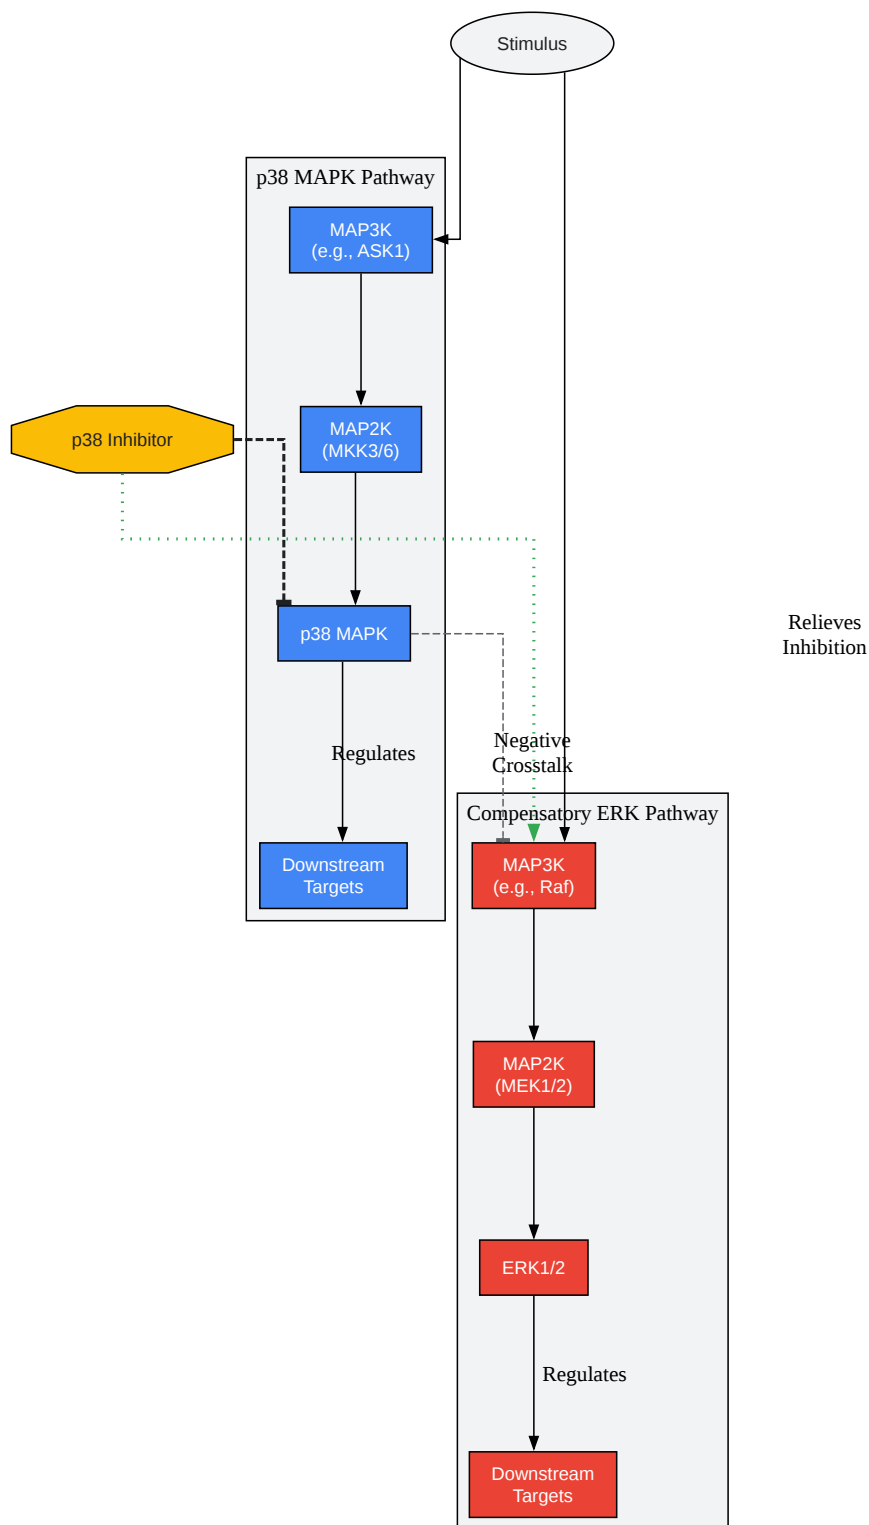 Stimulus
p38 MAPK Pathway
MAP3K
(e.g., ASK1)
p38 Inhibitor
MAP2K
(MKK3/6)
p38 MAPK
Relieves
Inhibition
Regulates
Negative
Crosstalk
Compensatory ERK Pathway
Downstream
Targets
MAP3K
(e.g., Raf)
MAP2K
(MEK1/2)
ERK1/2
Regulates
Downstream
Targets